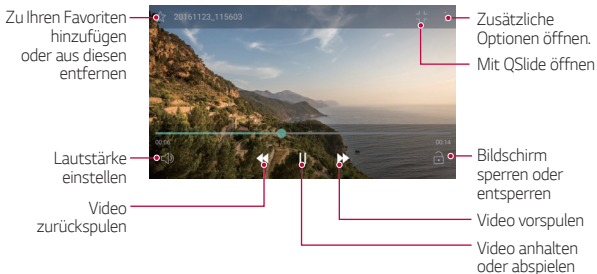 Zu Ihren Favoriten
hinzufügen
oder aus diesen
entfernen
20161123_115603
Zusätzliche
Optionen öffnen.
Mit QSlide öffnen
00:06
00:14
Lautstärke
einstellen
Bildschirm
sperren oder
entsperren
Video
zurückspulen
Video vorspulen
Video anhalten
oder abspielen